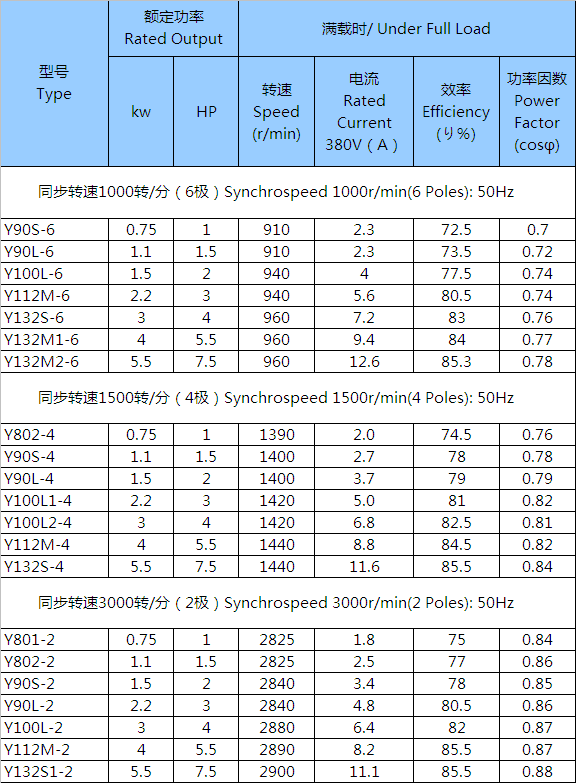 型号
Type
额定功率
Rated Output
满载时/ Under Full Load
kw
HP
转速
Speed
(r/min)
电流
Rated
Current
380V（A）
效率
Efficiency
(り%)
功率因数
Power
Factor
(cosφ)
同步转速1000转/分（6极）Synchrospeed 1000r/min(6 Poles): 50Hz
Y90S-6 0.75 1 910 2.3 72.5 0.7
Y90L-6 1.1 1.5 910 2.3 73.5 0.72
Y100L-6 1.5 2 940 4 77.5 0.74
Y112M-6 2.2 3 940 5.6 80.5 0.74
Y132S-6 3 4 960 7.2 83 0.76
Y132M1-6 4 5.5 960 9.4 84 0.77
Y132M2-6 5.5 7.5 960 12.6 85.3 0.78
同步转速1500转/分（4极）Synchrospeed 1500r/min(4 Poles): 50Hz
Y802-4 0.75 1 1390 2.0 74.5 0.76
Y90S-4 1.1 1.5 1400 2.7 78 0.78
Y90L-4 1.5 2 1400 3.7 79 0.79
Y100L1-4 2.2 3 1420 5.0 81 0.82
Y100L2-4 3 4 1420 6.8 82.5 0.81
Y112M-4 4 5.5 1440 8.8 84.5 0.82
Y132S-4 5.5 7.5 1440 11.6 85.5 0.84
同步转速3000转/分（2极）Synchrospeed 3000r/min(2 Poles): 50Hz
Y801-2 0.75 1 2825 1.8 75 0.84
Y802-2 1.1 1.5 2825 2.5 77 0.86
Y90S-2 1.5 2 2840 3.4 78 0.85
Y90L-2 2.2 3 2840 4.8 80.5 0.86
Y100L-2 3 4 2880 6.4 82 0.87
Y112M-2 4 5.5 2890 8.2 85.5 0.87
Y132S1-2 5.5 7.5 2900 11.1 85.5 0.88